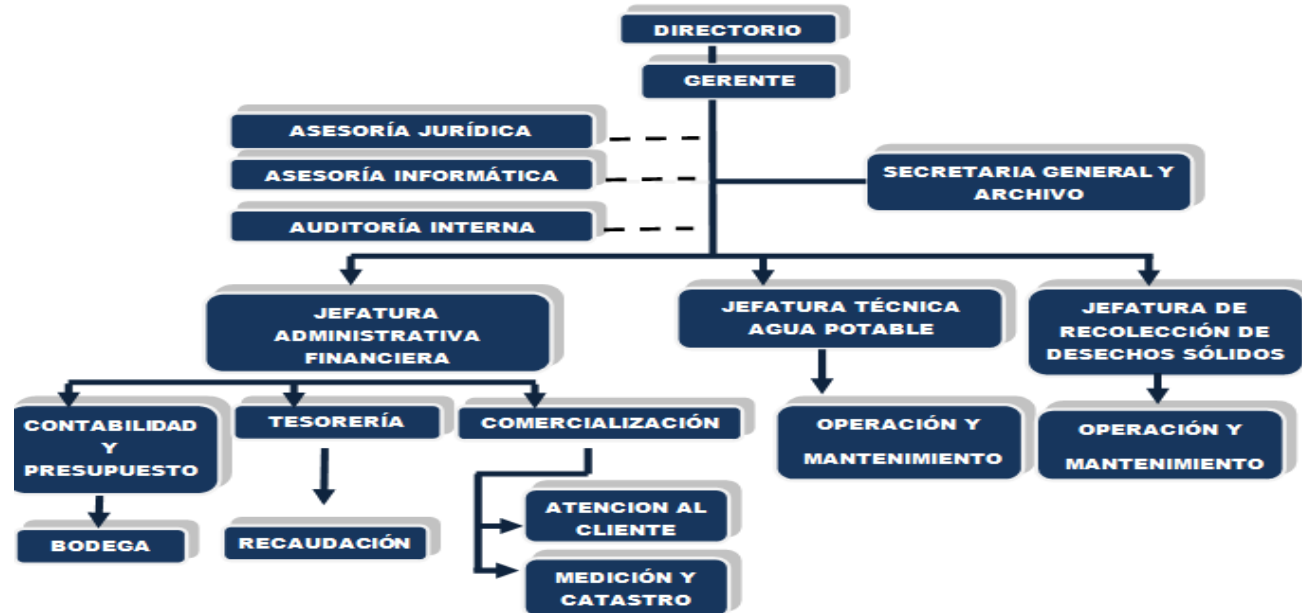 DIRECTORIO
GERENTE
ASESORÍA JURÍDICA
ASESORÍA INFORMÁTICA
AUDITORÍA INTERNA
SECRETARIA GENERAL Y
ARCHIVO
JEFATURA
ADMINISTRATIVA
FINANCIERA
JEFATURA TÉCNICA
AGUA POTABLE
JEFATURA DE
RECOLECCIÓN DE
DESECHOS SÓLIDOS
CONTABILIDAD
Y
PRESUPUESTO
TESORERÍA
COMERCIALIZACIÓN
OPERACIÓN Y
MANTENIMIENTO
OPERACIÓN Y
MANTENIMIENTO
BODEGA
RECAUDACIÓN
ATENCION AL
CLIENTE
MEDICIÓN Y
CATASTRO